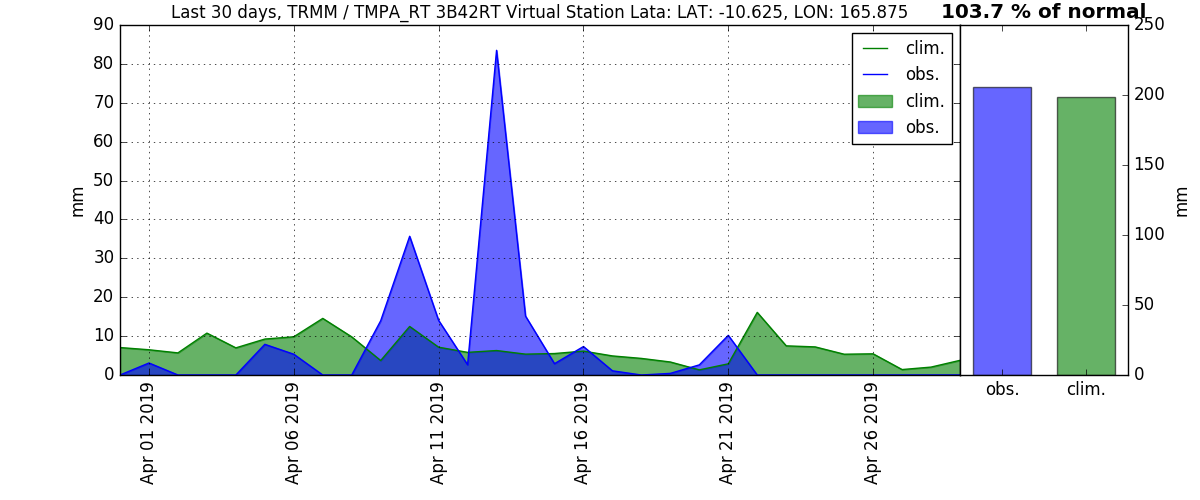 Last 30 days, TRMM / TMPA_RT 3B42RT Virtual Station Lata: LAT: -10.625, LON: 165.875
103.7 % of normal
90
80
70
60
50
40
30
20
10
0
mm
clim.
obs.
clim.
obs.
Apr 01 2019
Apr 06 2019
Apr 11 2019
Apr 16 2019
Apr 21 2019
Apr 26 2019
250
200
150
100
50
0
mm
obs.
clim.